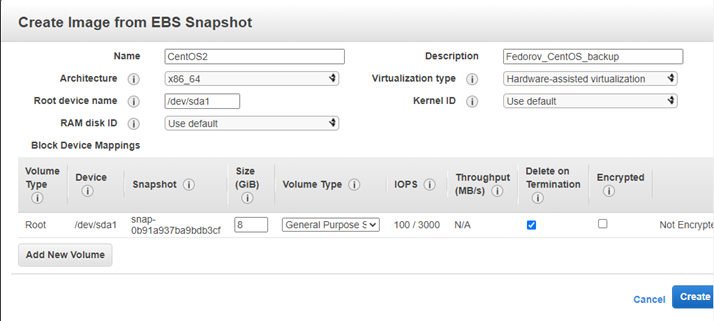 Create Image from EBS Snapshot
Name CentOS2 Description Fedorov_CentOS_backup
Architecture x86_64 Virtualization type Hardware-assisted virtualization
Root device name /dev/sda1 Kernel ID Use default
RAM disk ID Use default
Block Device Mappings
Volume Type Device Snapshot Size (GiB) Volume Type IOPS Throughput (MB/s) Delete on Termination Encrypted
Root /dev/sda1 snap-0b91a937ba9bdb3cf 8 General Purpose S 100 / 3000 N/A Not Encrypte
Add New Volume
Cancel Create